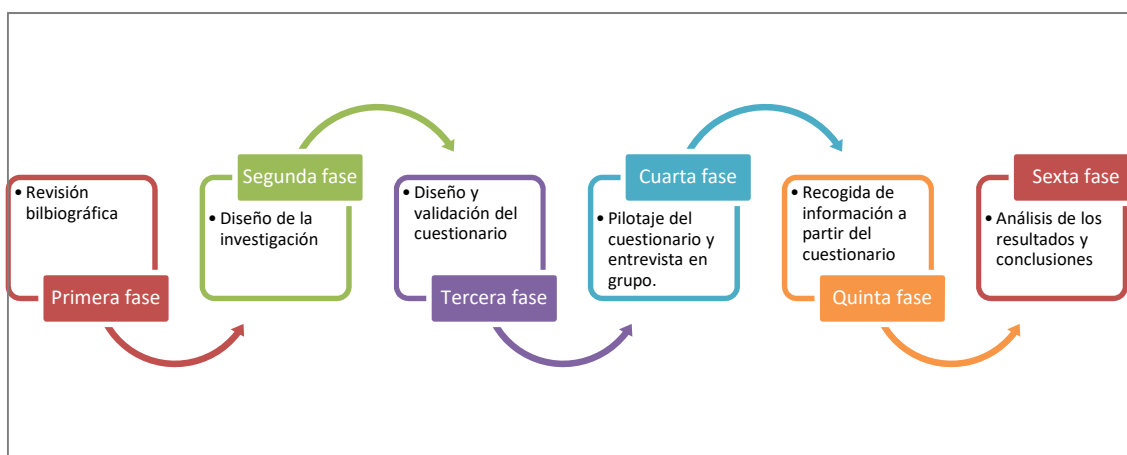 • Revisión
bilbiográfica
Primera fase
Segunda fase
• Diseño de la
investigación
• Diseño y
validación del
cuestionario
Tercera fase
Cuarta fase
• Pilotaje del
cuestionario y
entrevista en
grupo.
• Recogida de
información a
partir del
cuestionario
Quinta fase
Sexta fase
• Análisis de los
resultados y
conclusiones